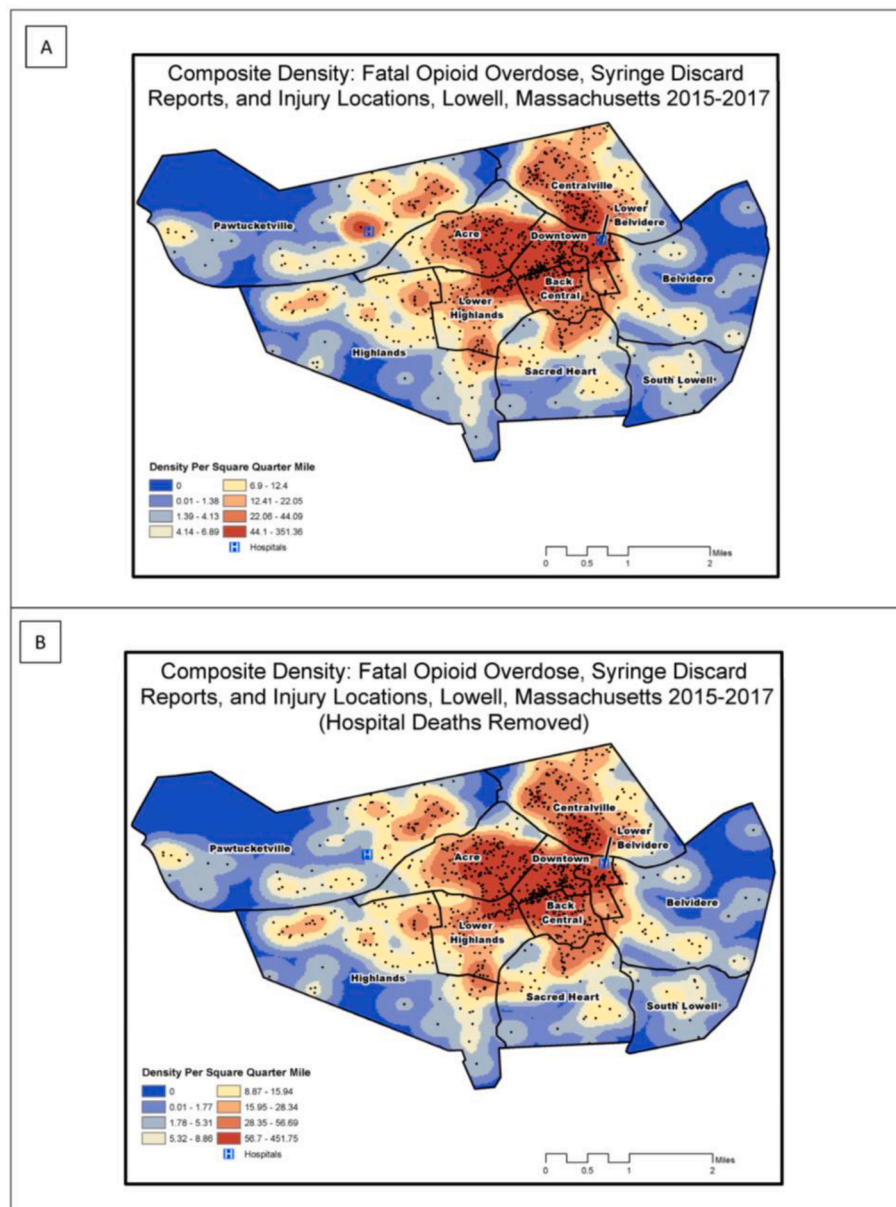 A
Composite Density: Fatal Opioid Overdose, Syringe Discard
Reports, and Injury Locations, Lowell, Massachusetts 2015-2017
Centralville
Lower
Belvidere
Pawtucketville
Acre
Downtown
Belvidere
Back
Central
Lower
Highlands
Highlands
Sacred Heart
South Lowell
Density Per Square Quarter Mile
0
0.01 - 1.38
1.39 - 4.13
4.14 - 6.89
6.9 - 12.4
12.41 - 22.05
22.06 - 44.09
44.1 - 351.36
H Hospitals
Miles
0 0.5 1 2
B
Composite Density: Fatal Opioid Overdose, Syringe Discard
Reports, and Injury Locations, Lowell, Massachusetts 2015-2017
(Hospital Deaths Removed)
Centralville
Lower
Belvidere
Pawtucketville
Acre
Downtown
Belvidere
Back
Central
Lower
Highlands
Highlands
Sacred Heart
South Lowell
Density Per Square Quarter Mile
0
0.01 - 1.77
1.78 - 5.31
5.32 - 8.86
8.87 - 15.94
15.95 - 28.34
28.35 - 56.69
56.7 - 451.75
H Hospitals
Miles
0 0.5 1 2